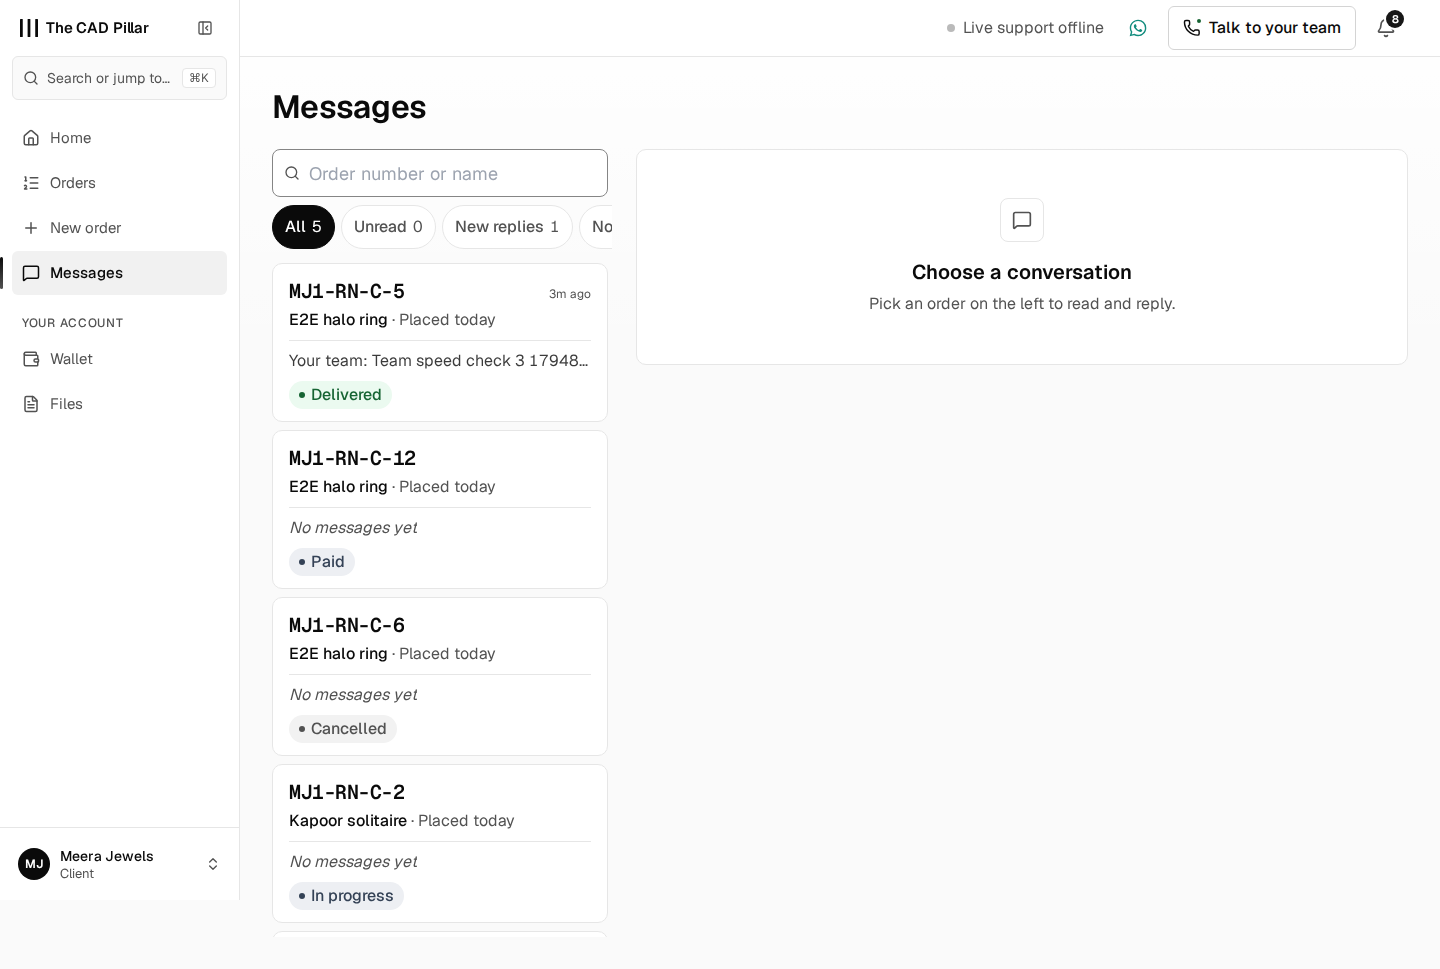 The CAD Pillar
Search or jump to... ⌘K
Home
Orders
New order
Messages
YOUR ACCOUNT
Wallet
Files
MJ Meera Jewels
Client
Live support offline
Talk to your team
8
Messages
Order number or name
All 5
Unread 0
New replies 1
No
MJ1-RN-C-5 3m ago
E2E halo ring · Placed today
Your team: Team speed check 3 17948...
Delivered
MJ1-RN-C-12
E2E halo ring · Placed today
No messages yet
Paid
MJ1-RN-C-6
E2E halo ring · Placed today
No messages yet
Cancelled
MJ1-RN-C-2
Kapoor solitaire · Placed today
No messages yet
In progress
Choose a conversation
Pick an order on the left to read and reply.